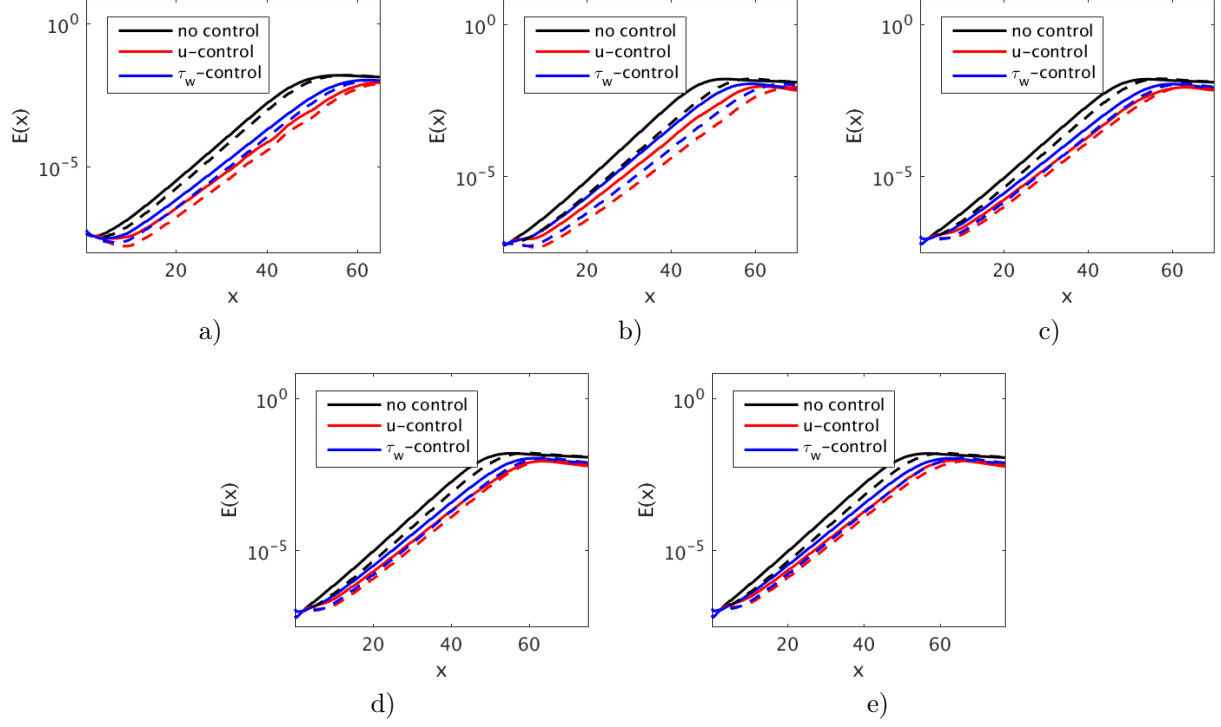 10^0
no control
u-control
τ_w-control
E(x)
10^-5
20
40
60
x
a)
10^0
no control
u-control
τ_w-control
E(x)
10^-5
20
40
60
x
b)
10^0
no control
u-control
τ_w-control
E(x)
10^-5
20
40
60
x
c)
10^0
no control
u-control
τ_w-control
E(x)
10^-5
20
40
60
x
d)
10^0
no control
u-control
τ_w-control
E(x)
10^-5
20
40
60
x
e)